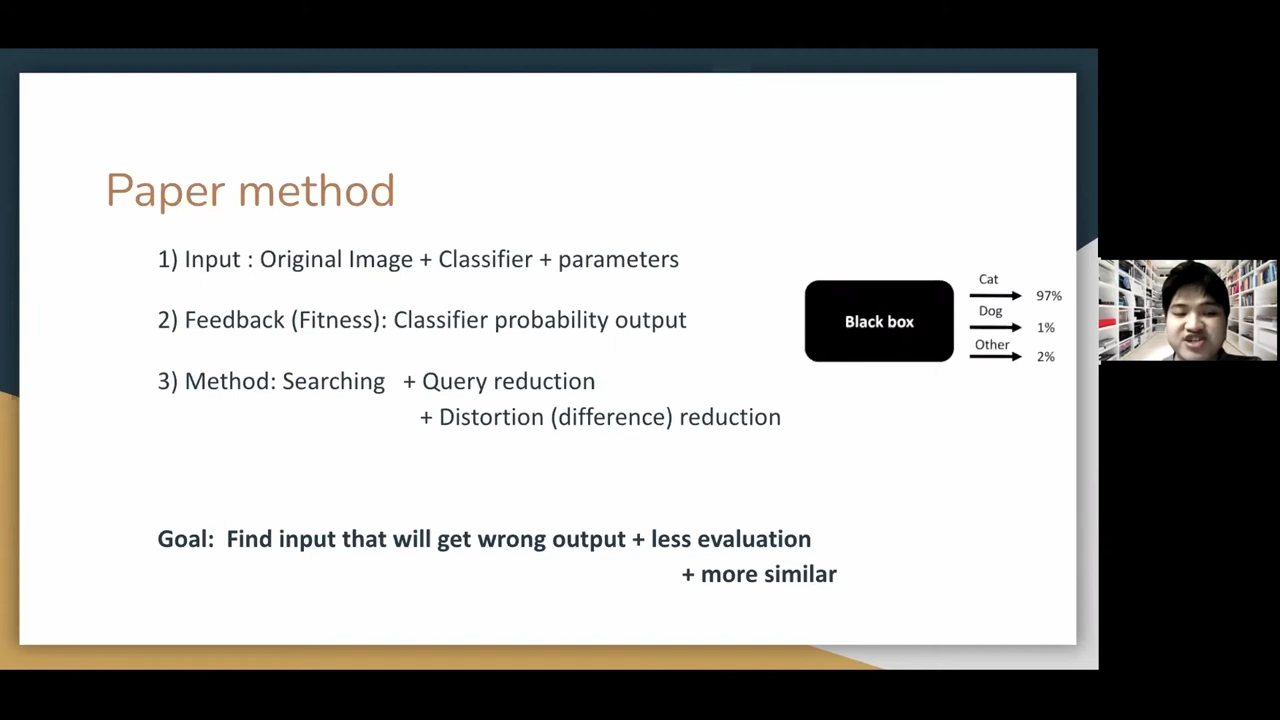 Paper method
1) Input : Original Image + Classifier + parameters
2) Feedback (Fitness): Classifier probability output
3) Method: Searching + Query reduction
+ Distortion (difference) reduction
Goal: Find input that will get wrong output + less evaluation
+ more similar
Black box
Cat
97%
Dog
1%
Other
2%